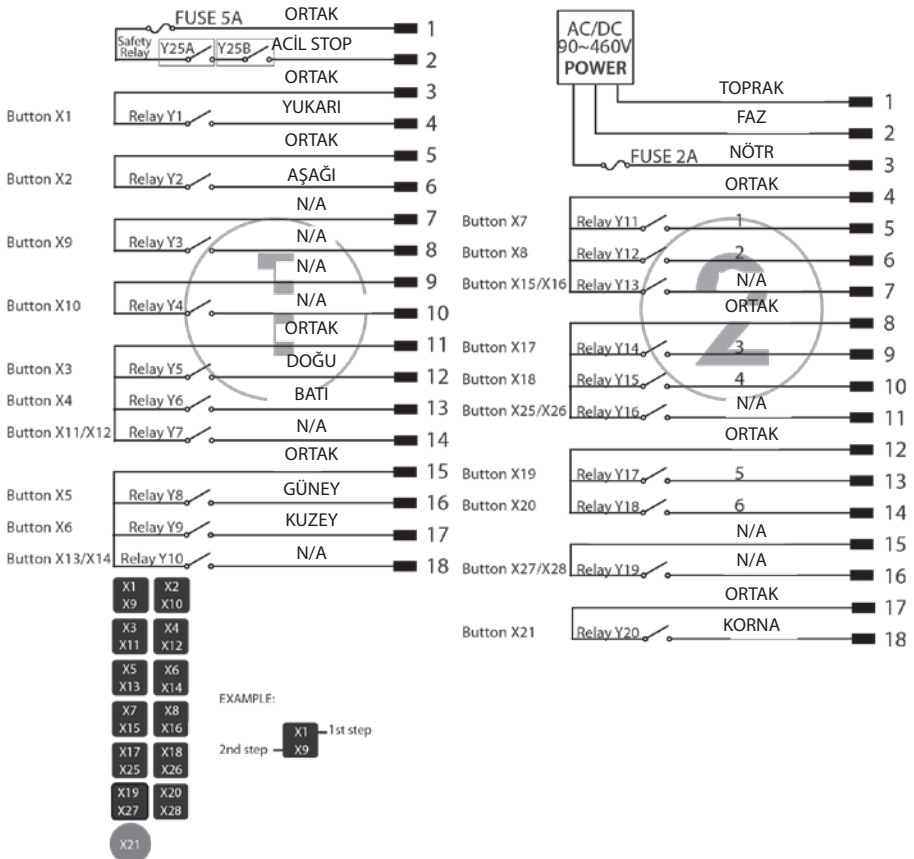 FUSE 5A ORTAK 1
Safety Relay Y25A Y25B ACİL STOP 2
ORTAK 3
Button X1 Relay Y1 YUKARI 4
ORTAK 5
Button X2 Relay Y2 AŞAĞI 6
N/A 7
Button X9 Relay Y3 N/A 8
N/A 9
Button X10 Relay Y4 N/A 10
ORTAK 11
Button X3 Relay Y5 DOĞU 12
Button X4 Relay Y6 BATI 13
Button X11/X12 Relay Y7 N/A 14
ORTAK 15
Button X5 Relay Y8 GÜNEY 16
Button X6 Relay Y9 KUZEY 17
Button X13/X14 Relay Y10 N/A 18
1
X1 X2
X9 X10
X3 X4
X11 X12
X5 X6
X13 X14
X7 X8
X15 X16
X17 X18
X25 X26
X19 X20
X27 X28
X21
EXAMPLE:
X1 1st step
2nd step X9
AC/DC
90~460V
POWER
TOPRAK 1
FAZ 2
FUSE 2A NÖTR 3
ORTAK 4
Button X7 Relay Y11 1 5
Button X8 Relay Y12 2 6
Button X15/X16 Relay Y13 N/A 7
ORTAK 8
Button X17 Relay Y14 3 9
Button X18 Relay Y15 4 10
Button X25/X26 Relay Y16 N/A 11
ORTAK 12
Button X19 Relay Y17 5 13
Button X20 Relay Y18 6 14
N/A 15
Button X27/X28 Relay Y19 N/A 16
ORTAK 17
Button X21 Relay Y20 KORNA 18
2